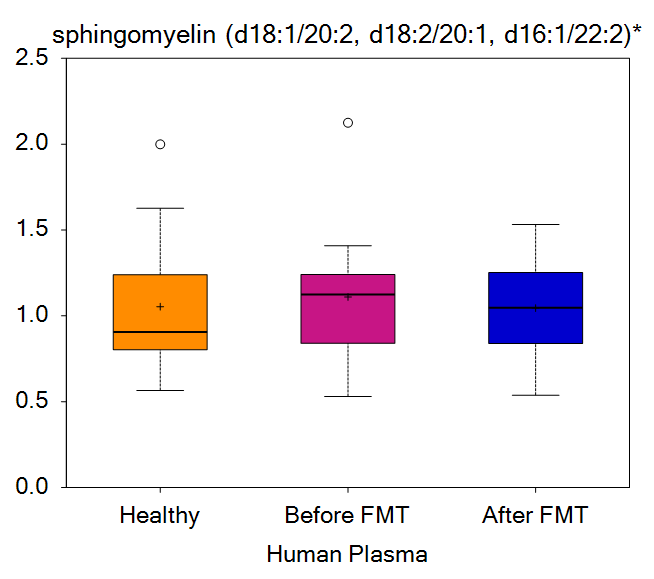 sphingomyelin (d18:1/20:2, d18:2/20:1, d16:1/22:2)*
2.5
2.0
1.5
1.0
0.5
0.0
Healthy Before FMT After FMT
Human Plasma